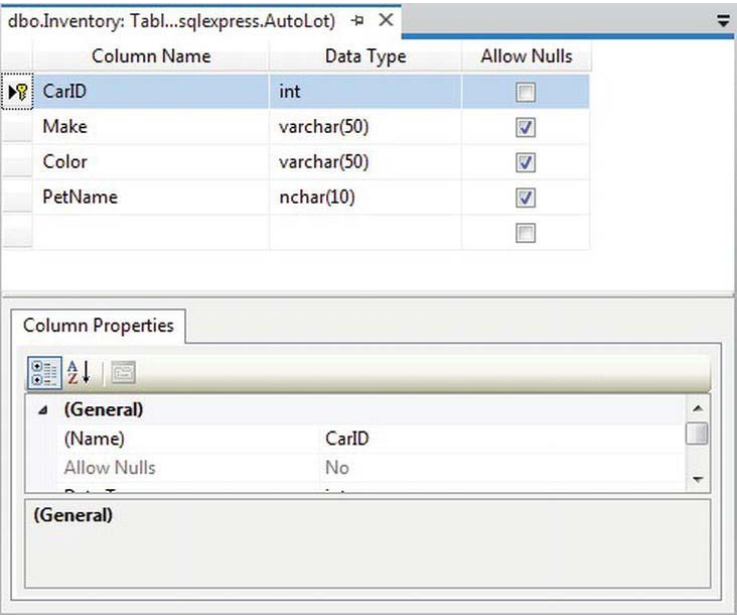 dbo.Inventory: Tabl...sqlexpress.AutoLot)
Column Name Data Type Allow Nulls
CarID int
Make varchar(50)
Color varchar(50)
PetName nchar(10)
Column Properties
A Z
(General)
(Name) CarID
Allow Nulls No
(General)